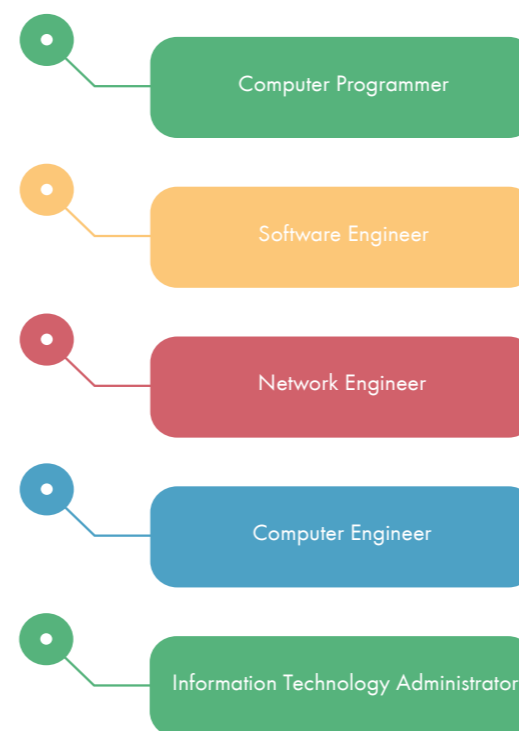 Computer Programmer
Software Engineer
Network Engineer
Computer Engineer
Information Technology Administrator